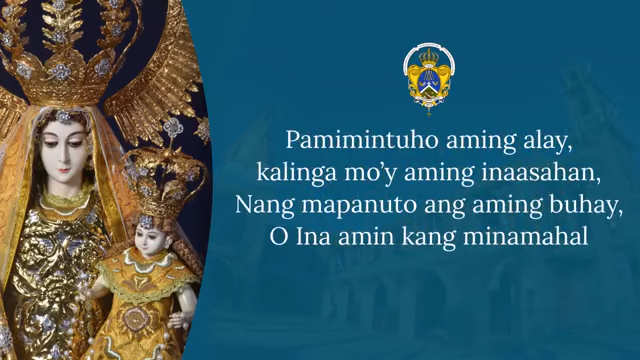 Pamimintuho aming alay,
kalinga mo'y aming inaasahan,
Nang mapanuto ang aming buhay,
O Ina amin kang minamahal